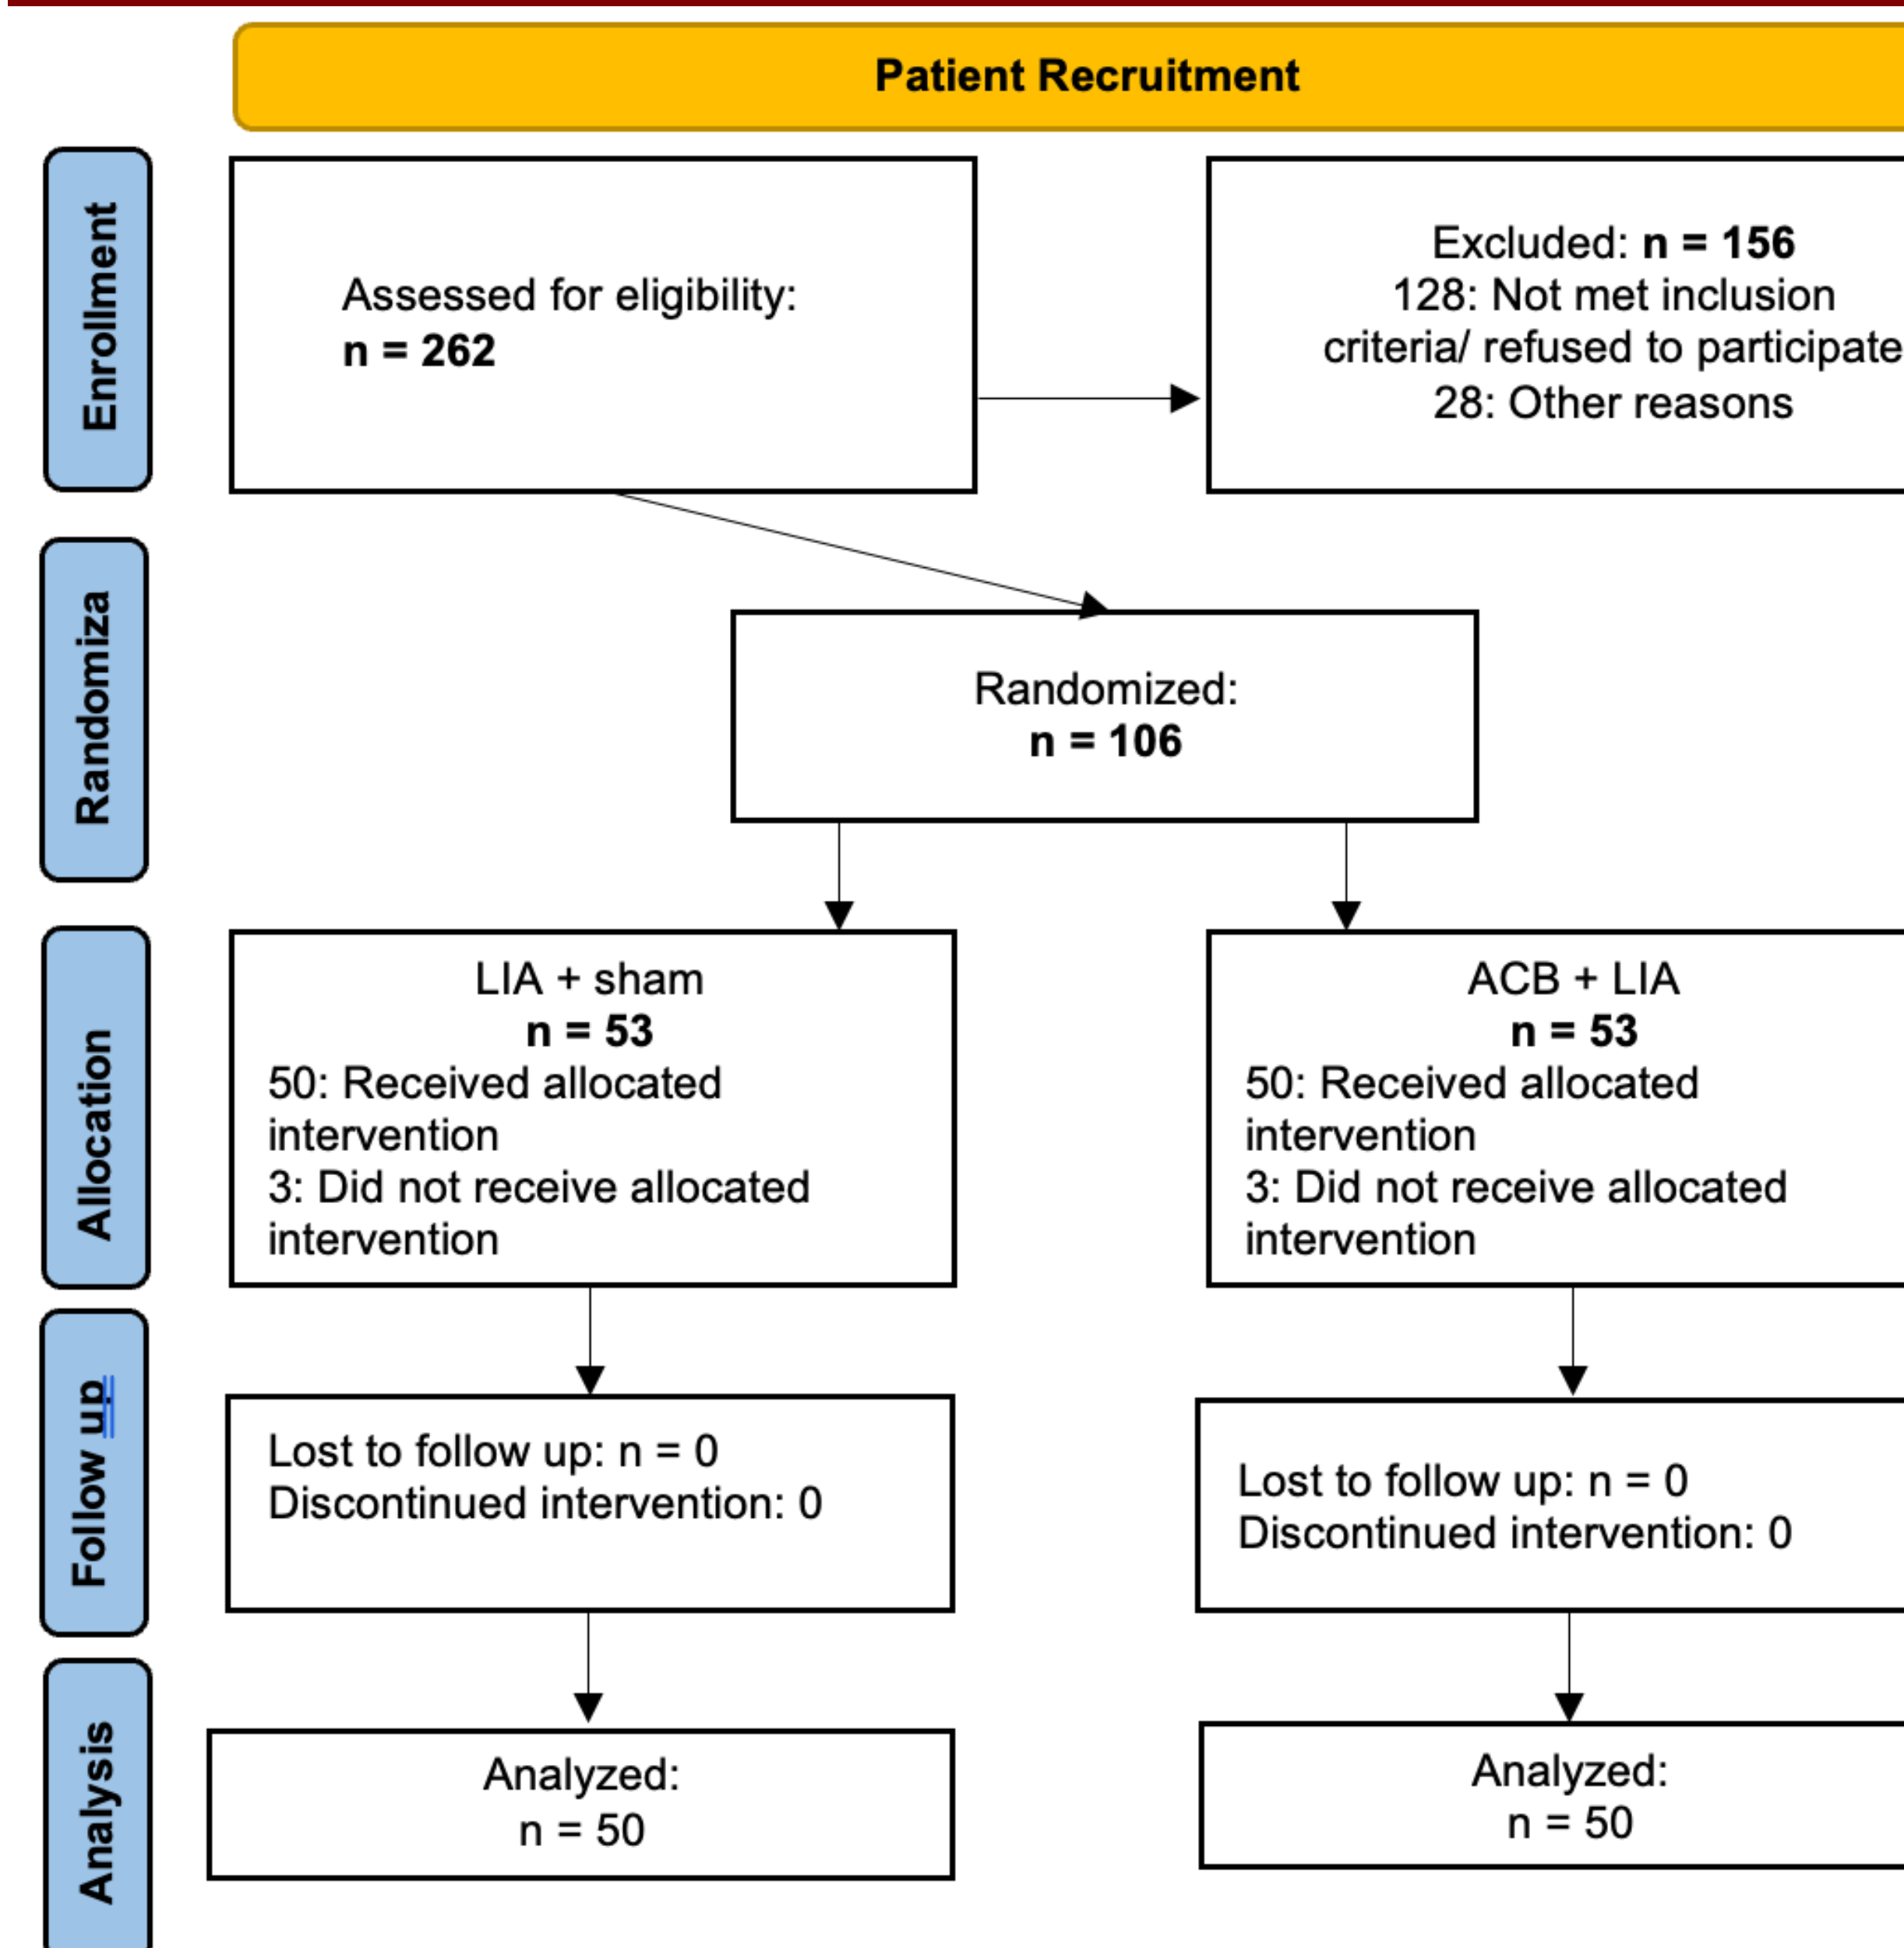 Patient Recruitment
Enrollment
Assessed for eligibility:
n = 262
Excluded: n = 156
128: Not met inclusion
criteria/ refused to participate
28: Other reasons
Randomiza
Randomized:
n = 106
Allocation
LIA + sham
n = 53
50: Received allocated
intervention
3: Did not receive allocated
intervention
ACB + LIA
n = 53
50: Received allocated
intervention
3: Did not receive allocated
intervention
Follow up
Lost to follow up: n = 0
Discontinued intervention: 0
Lost to follow up: n = 0
Discontinued intervention: 0
Analysis
Analyzed:
n = 50
Analyzed:
n = 50